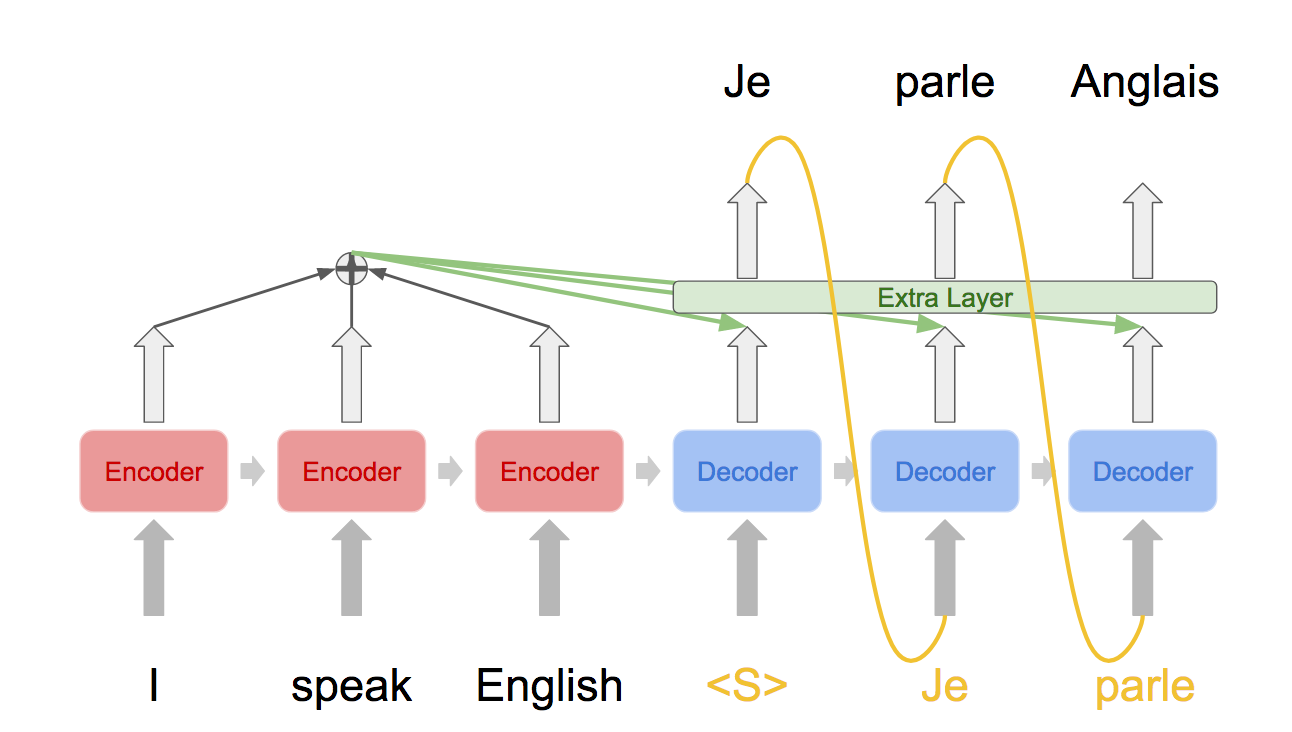 Je parle Anglais
Extra Layer
Encoder Encoder Encoder Decoder Decoder Decoder
I speak English <S> Je parle